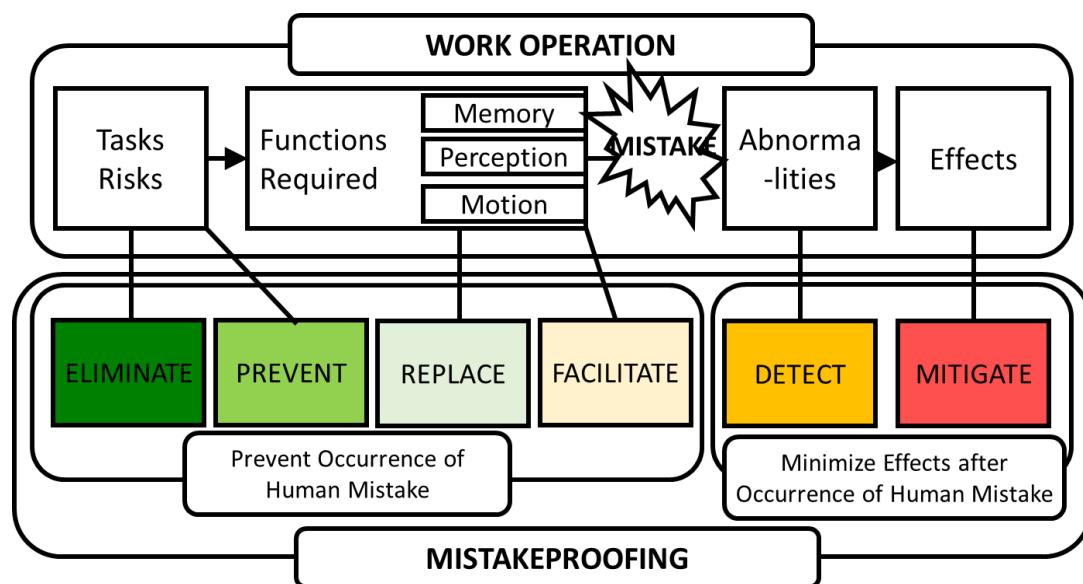 WORK OPERATION
Tasks
Risks
Functions
Required
Memory
Perception
Motion
MISTAKE
Abnorma
-lities
Effects
ELIMINATE
PREVENT
REPLACE
FACILITATE
DETECT
MITIGATE
Prevent Occurrence of
Human Mistake
Minimize Effects after
Occurrence of Human Mistake
MISTAKEPROOFING